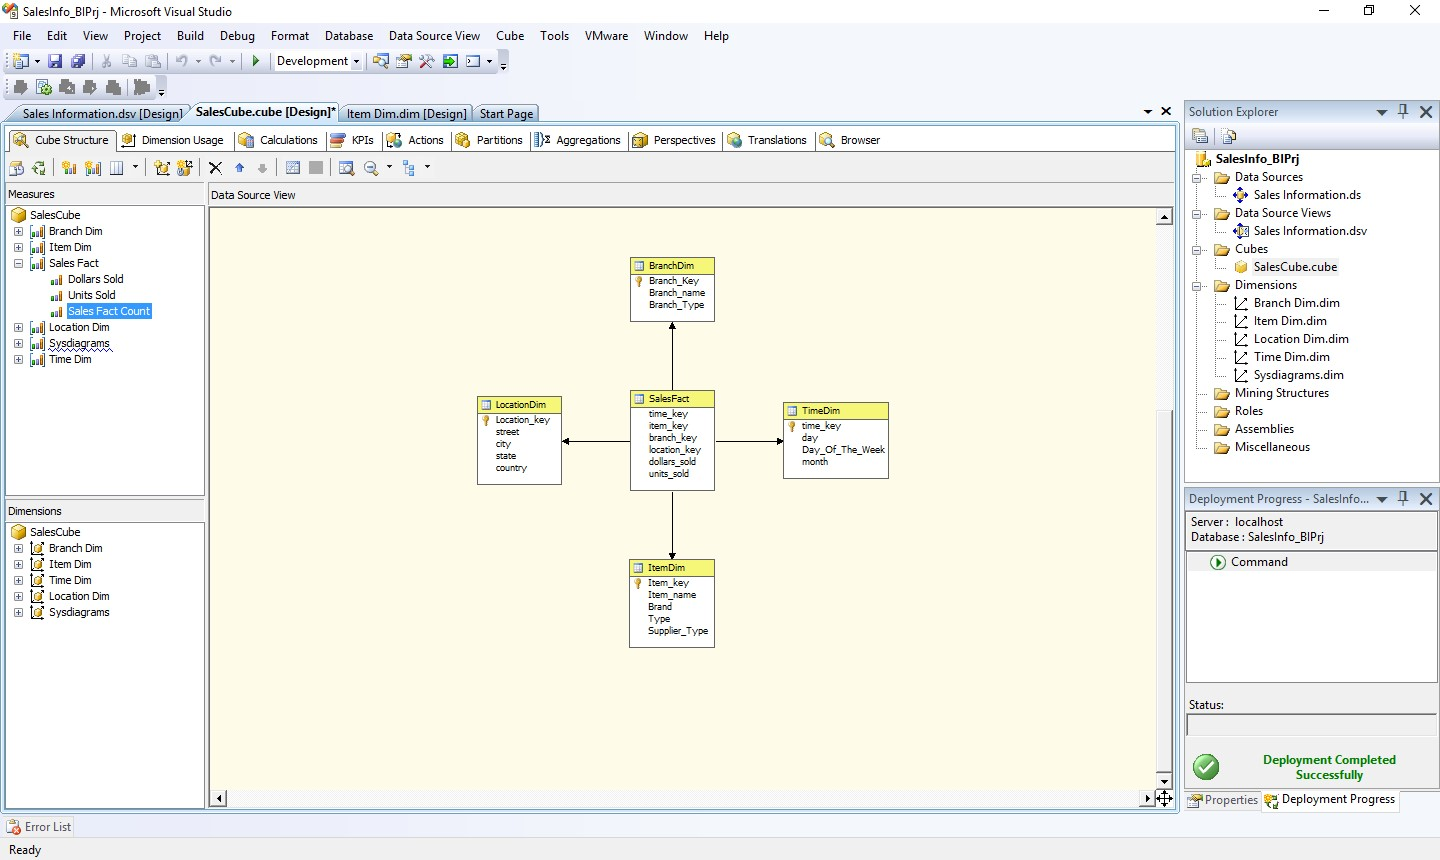 SalesInfo_BIPrj - Microsoft Visual Studio
File Edit View Project Build Debug Format Database Data Source View Cube Tools VMware Window Help
Development
Sales Information.dsv [Design] SalesCube.cube [Design]* Item Dim.dim [Design] Start Page
Cube Structure Dimension Usage Calculations KPIs Actions Partitions Aggregations Perspectives Translations Browser
Measures
SalesCube
Branch Dim
Item Dim
Sales Fact
Dollars Sold
Units Sold
Sales Fact Count
Location Dim
Sysdiagrams
Time Dim
Dimensions
SalesCube
Branch Dim
Item Dim
Time Dim
Location Dim
Sysdiagrams
Data Source View
BranchDim
Branch_Key
Branch_name
Branch_Type
LocationDim
Location_key
street
city
state
country
SalesFact
time_key
item_key
branch_key
location_key
dollars_sold
units_sold
TimeDim
time_key
day
Day_Of_The_Week
month
ItemDim
Item_key
Item_name
Brand
Type
Supplier_Type
Solution Explorer
SalesInfo_BIPrj
Data Sources
Sales Information.ds
Data Source Views
Sales Information.dsv
Cubes
SalesCube.cube
Dimensions
Branch Dim.dim
Item Dim.dim
Location Dim.dim
Time Dim.dim
Sysdiagrams.dim
Mining Structures
Roles
Assemblies
Miscellaneous
Deployment Progress - SalesInfo...
Server : localhost
Database : SalesInfo_BIPrj
Command
Status:
Deployment Completed
Successfully
Properties Deployment Progress
Error List
Ready